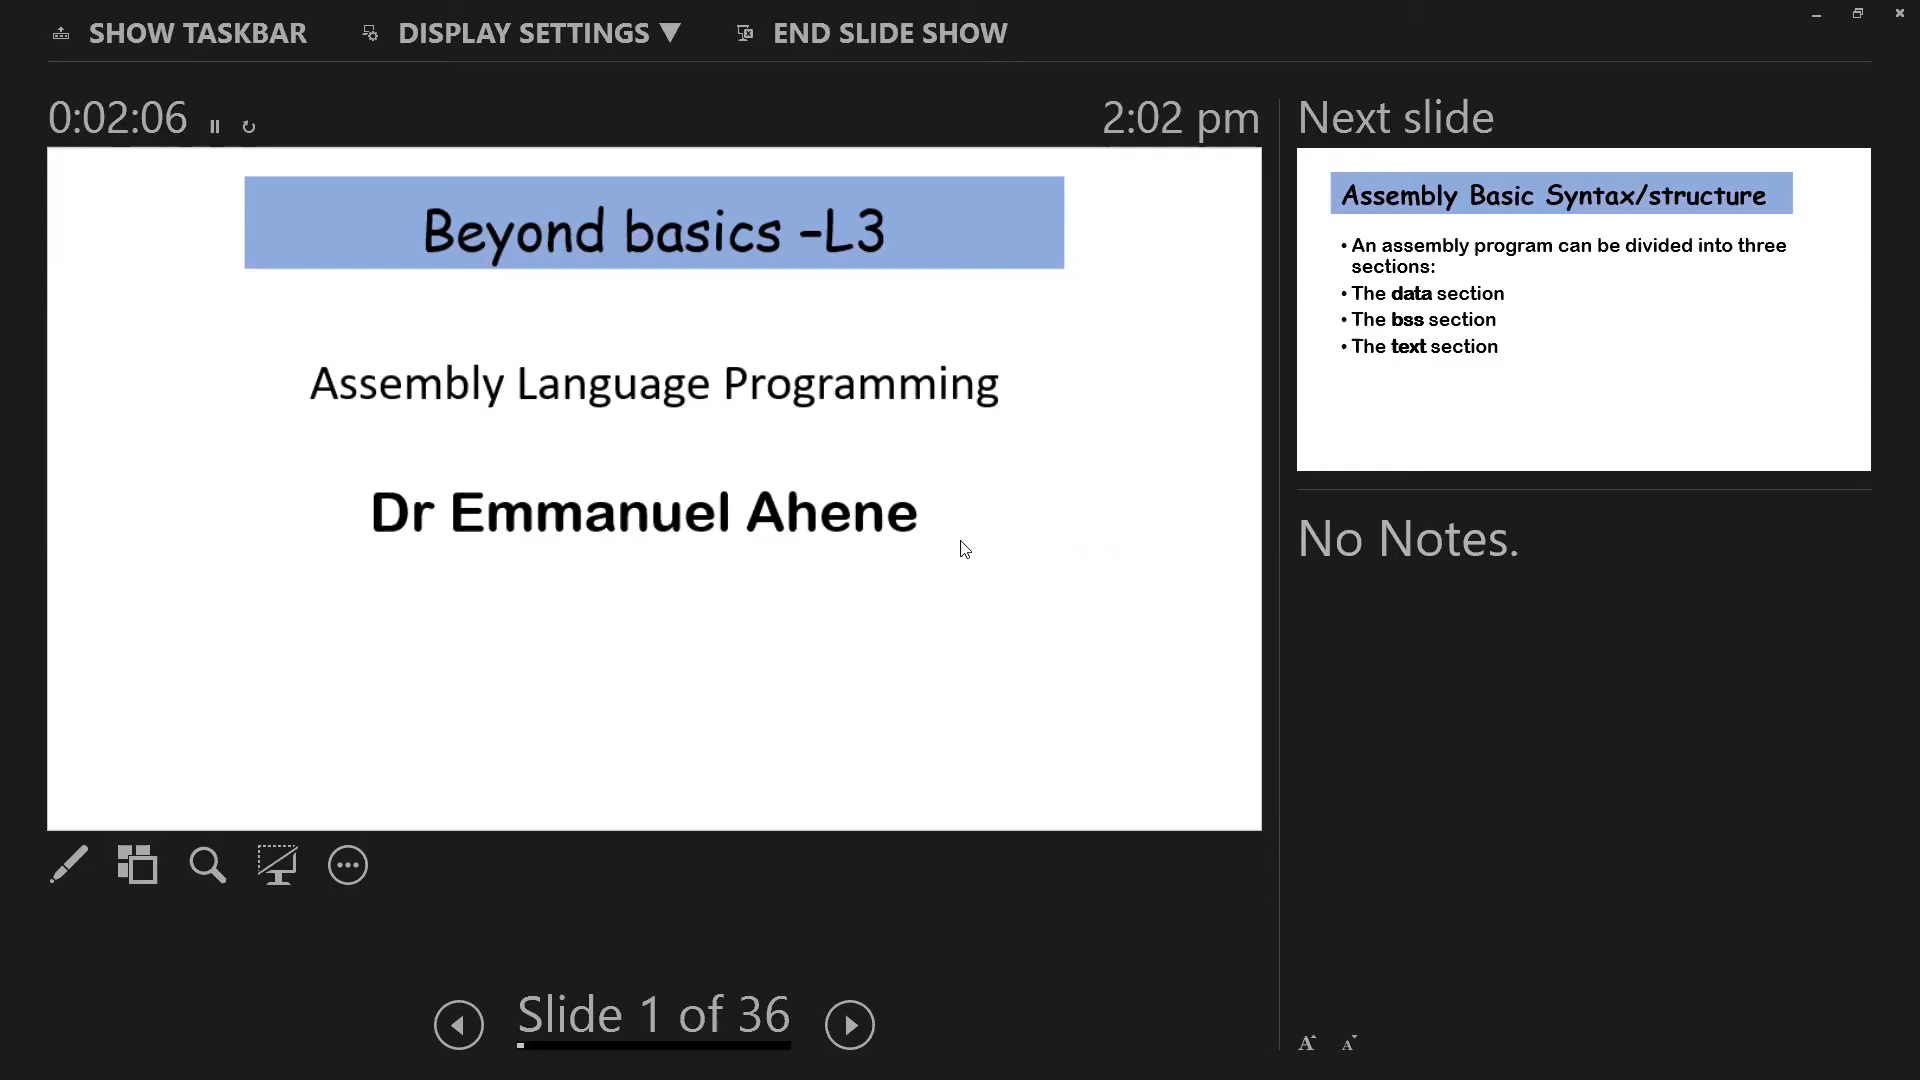 SHOW TASKBAR DISPLAY SETTINGS ▼ END SLIDE SHOW
0:02:06 2:02 pm
Beyond basics –L3
Assembly Language Programming
Dr Emmanuel Ahene
Slide 1 of 36
Next slide
Assembly Basic Syntax/structure
• An assembly program can be divided into three
sections:
• The data section
• The bss section
• The text section
No Notes.
A A